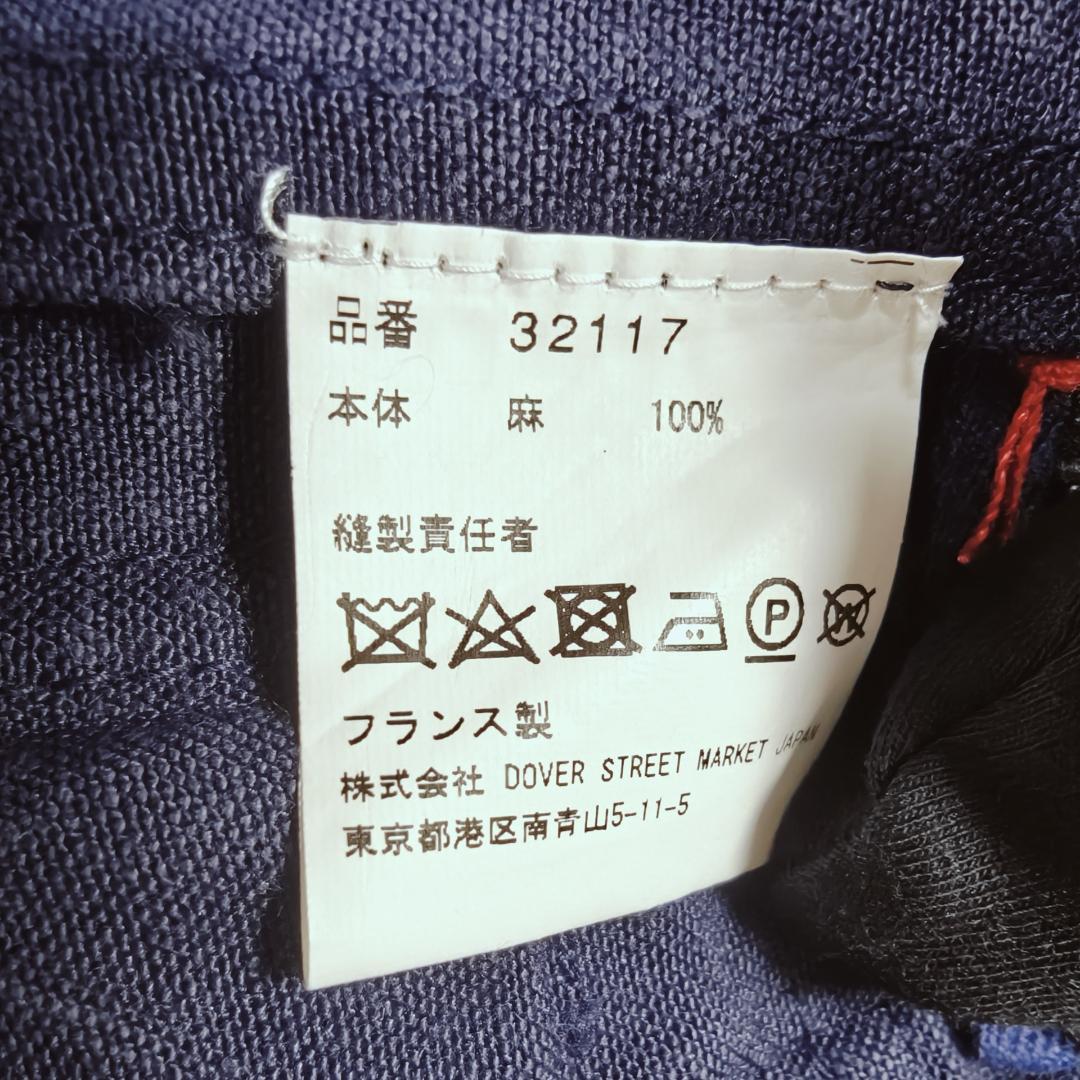 品番 32117
本体 麻 100%
縫製責任者
P W
フランス製
株式会社 DOVER STREET MARKET JAPAN
東京都港区南青山5-11-5